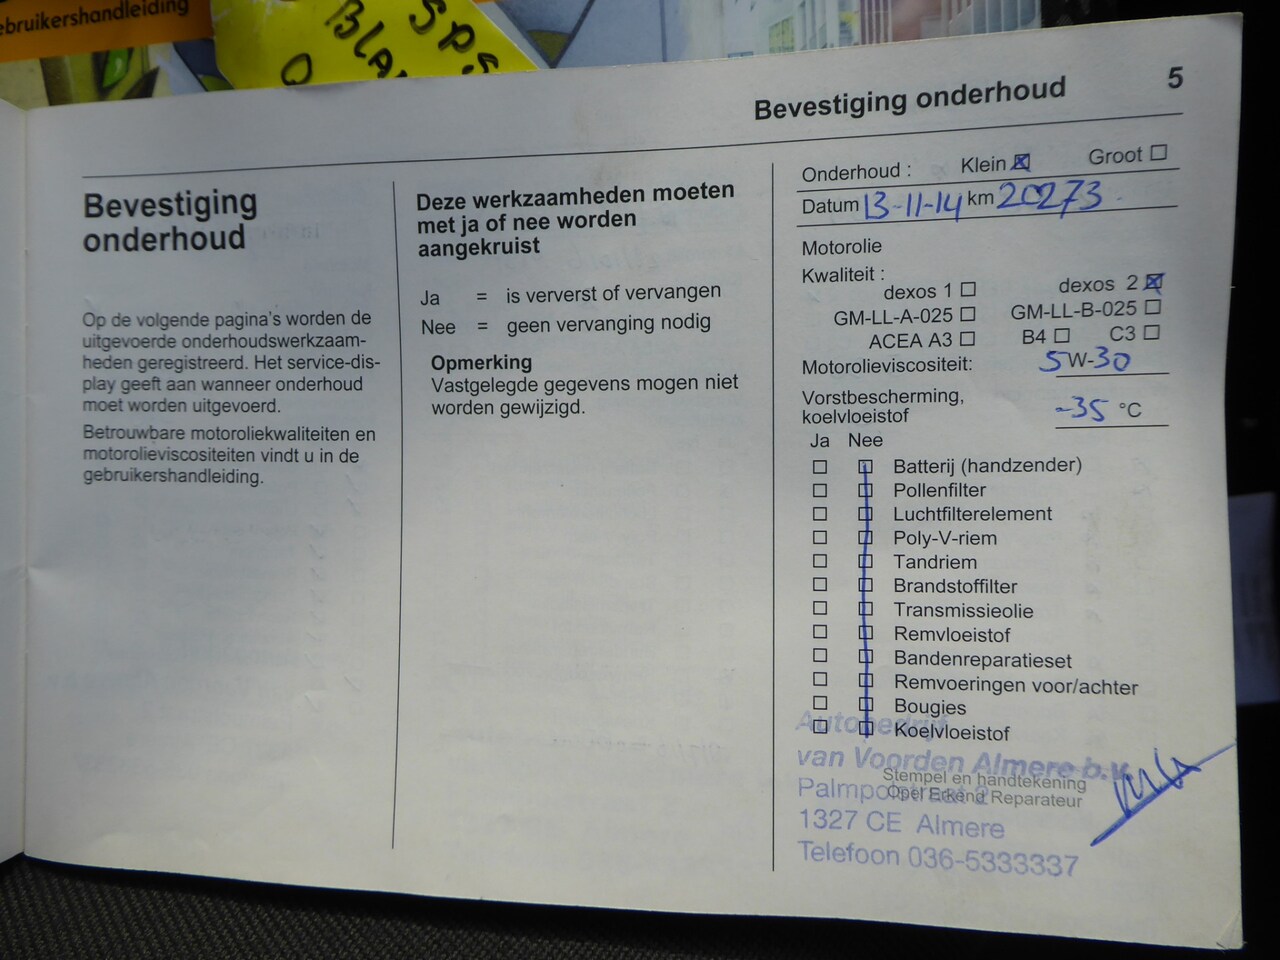 ebruikershandleiding
SPS
Bla
Bevestiging onderhoud 5
Bevestiging
onderhoud
Op de volgende pagina's worden de
uitgevoerde onderhoudswerkzaam-
heden geregistreerd. Het service-dis-
play geeft aan wanneer onderhoud
moet worden uitgevoerd.
Betrouwbare motoroliekwaliteiten en
motorolieviscositeiten vindt u in de
gebruikershandleiding.
Deze werkzaamheden moeten
met ja of nee worden
aangekruist
Ja = is ververst of vervangen
Nee = geen vervanging nodig
Opmerking
Vastgelegde gegevens mogen niet
worden gewijzigd.
Onderhoud : Klein ☒ Groot ☐
Datum 13-11-14 km 20273
Motorolie
Kwaliteit :
dexos 1 ☐ dexos 2 ☒
GM-LL-A-025 ☐ GM-LL-B-025 ☐
ACEA A3 ☐ B4 ☐ C3 ☐
Motorolieviscositeit: 5W-30
Vorstbescherming,
koelvloeistof -35 °C
Ja Nee
Batterij (handzender)
Pollenfilter
Luchtfilterelement
Poly-V-riem
Tandriem
Brandstoffilter
Transmissieolie
Remvloeistof
Bandenreparatieset
Remvoeringen voor/achter
Bougies
Koelvloeistof
Autobedrijf
van Voorden Almere b.v.
Stempel en handtekening
Opel Erkend Reparateur
Palmpolstraat 2
1327 CE Almere
Telefoon 036-5333337